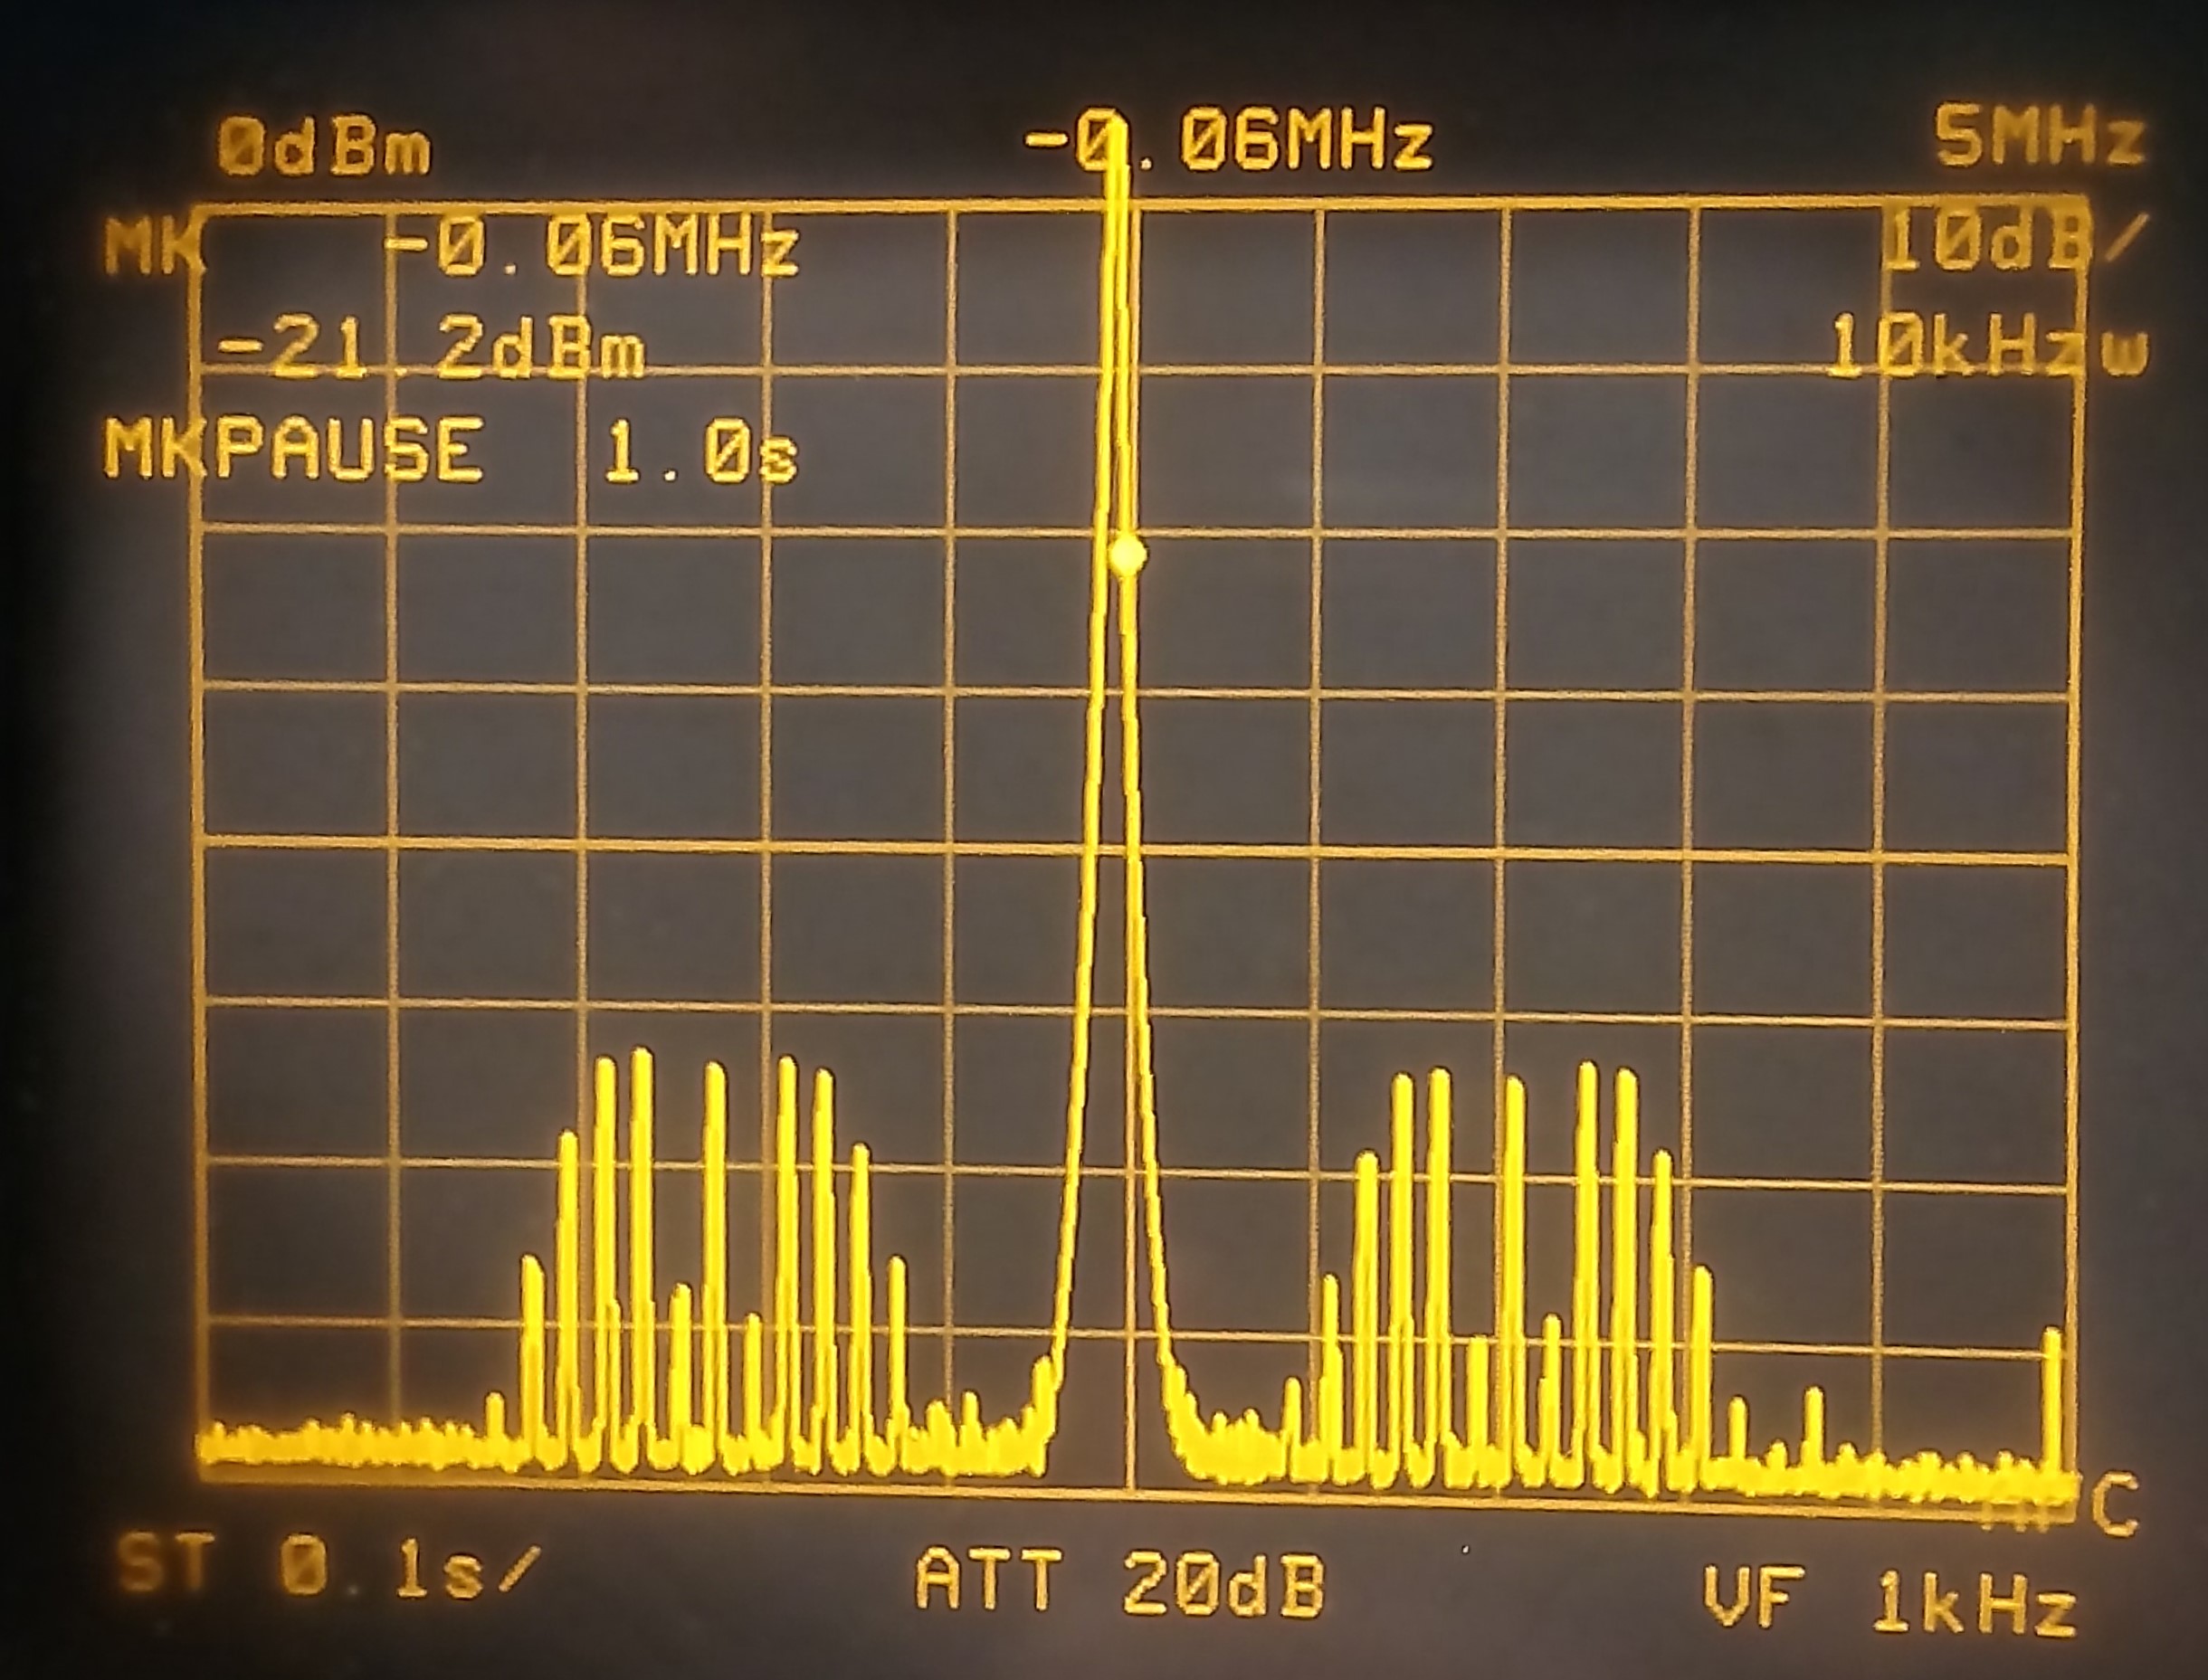 0dBm -0.06MHz 5MHz
MK -0.06MHz 10dB/
-21.2dBm 10kHzw
MKPAUSE 1.0s
C
ST 0.1s/ ATT 20dB VF 1kHz